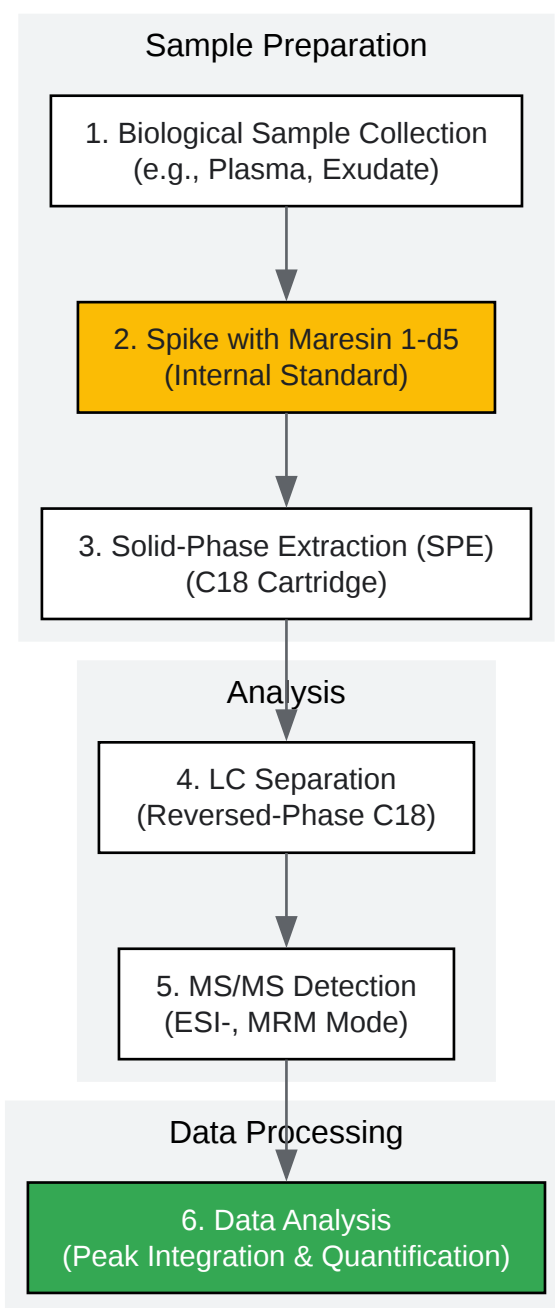 Sample Preparation
1. Biological Sample Collection
(e.g., Plasma, Exudate)
2. Spike with Maresin 1-d5
(Internal Standard)
3. Solid-Phase Extraction (SPE)
(C18 Cartridge)
Analysis
4. LC Separation
(Reversed-Phase C18)
5. MS/MS Detection
(ESI-, MRM Mode)
Data Processing
6. Data Analysis
(Peak Integration & Quantification)